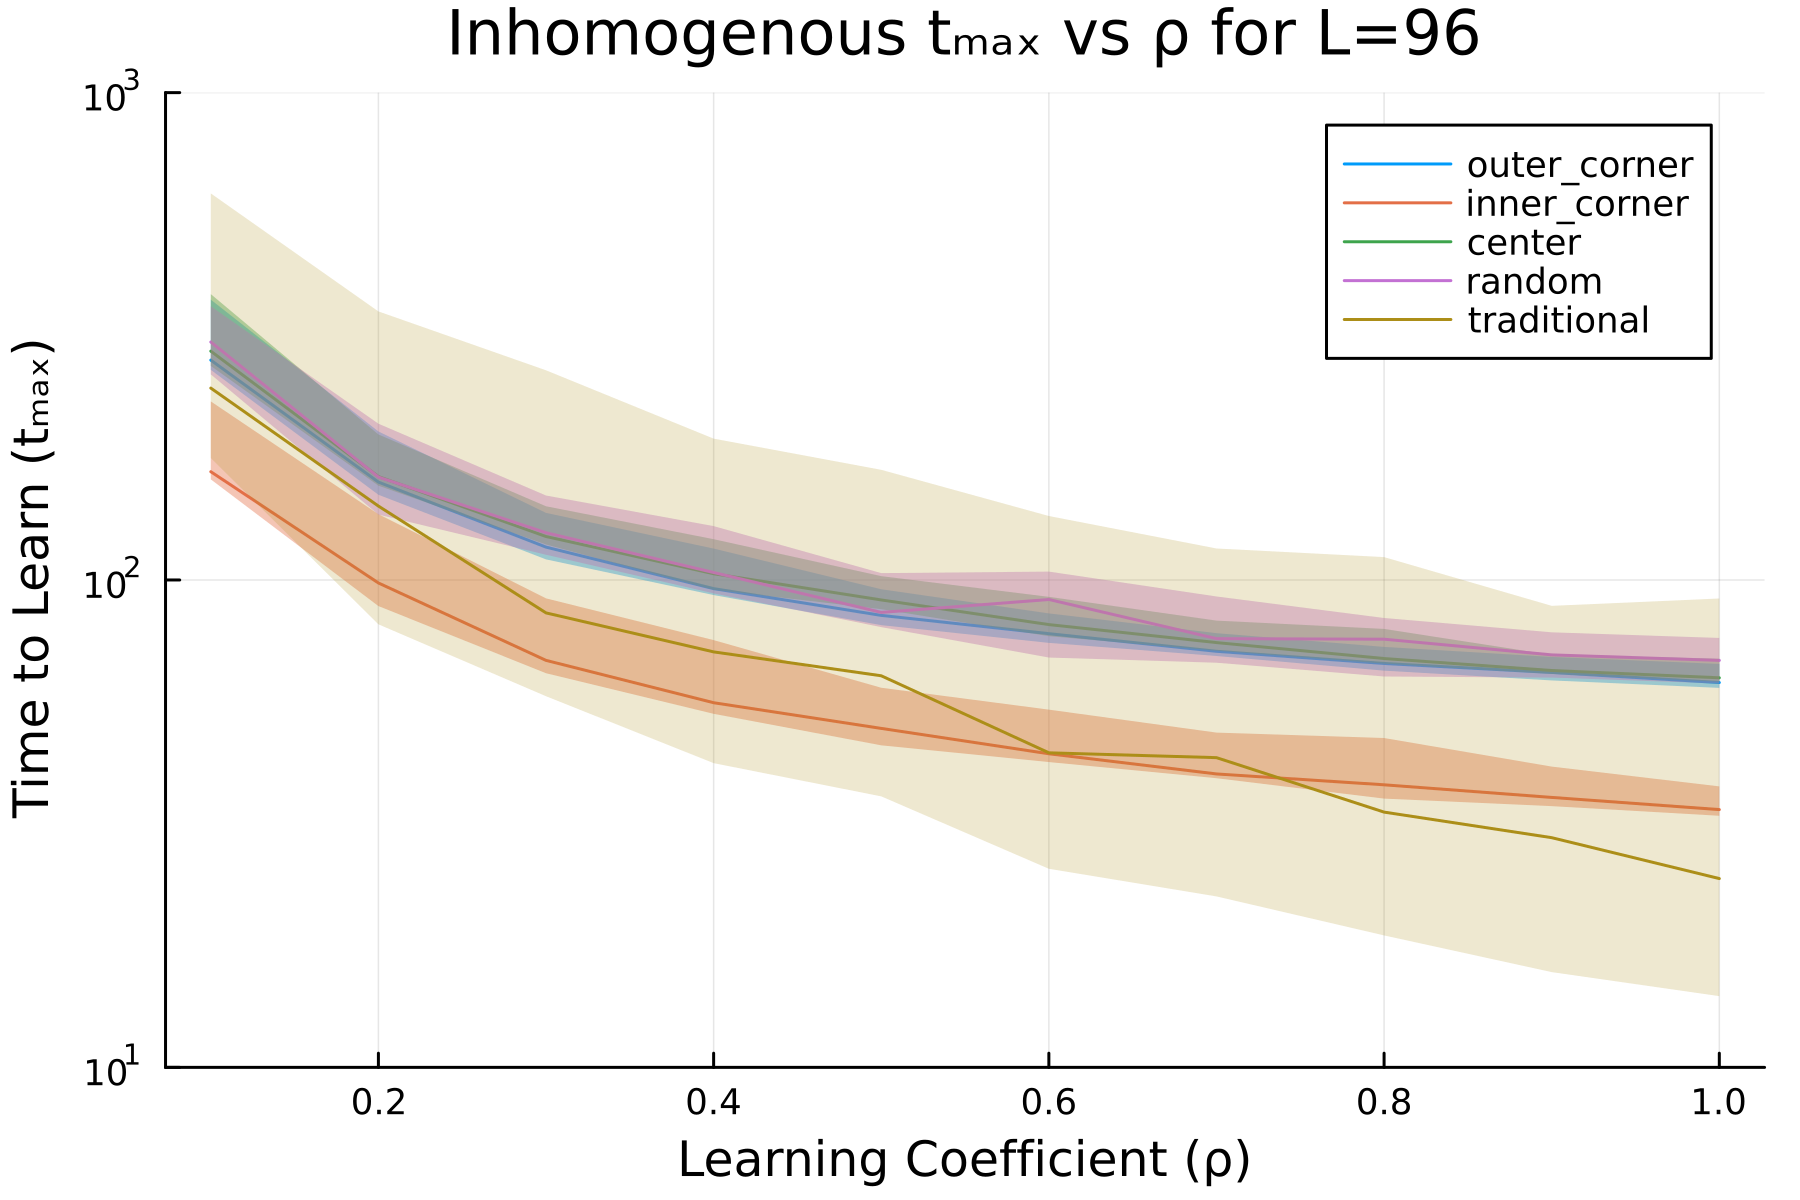 Inhomogenous tₘₐₓ vs ρ for L=96
10³
outer_corner
inner_corner
center
random
traditional
Time to Learn (tₘₐₓ)
10²
10¹
0.2 0.4 0.6 0.8 1.0
Learning Coefficient (ρ)